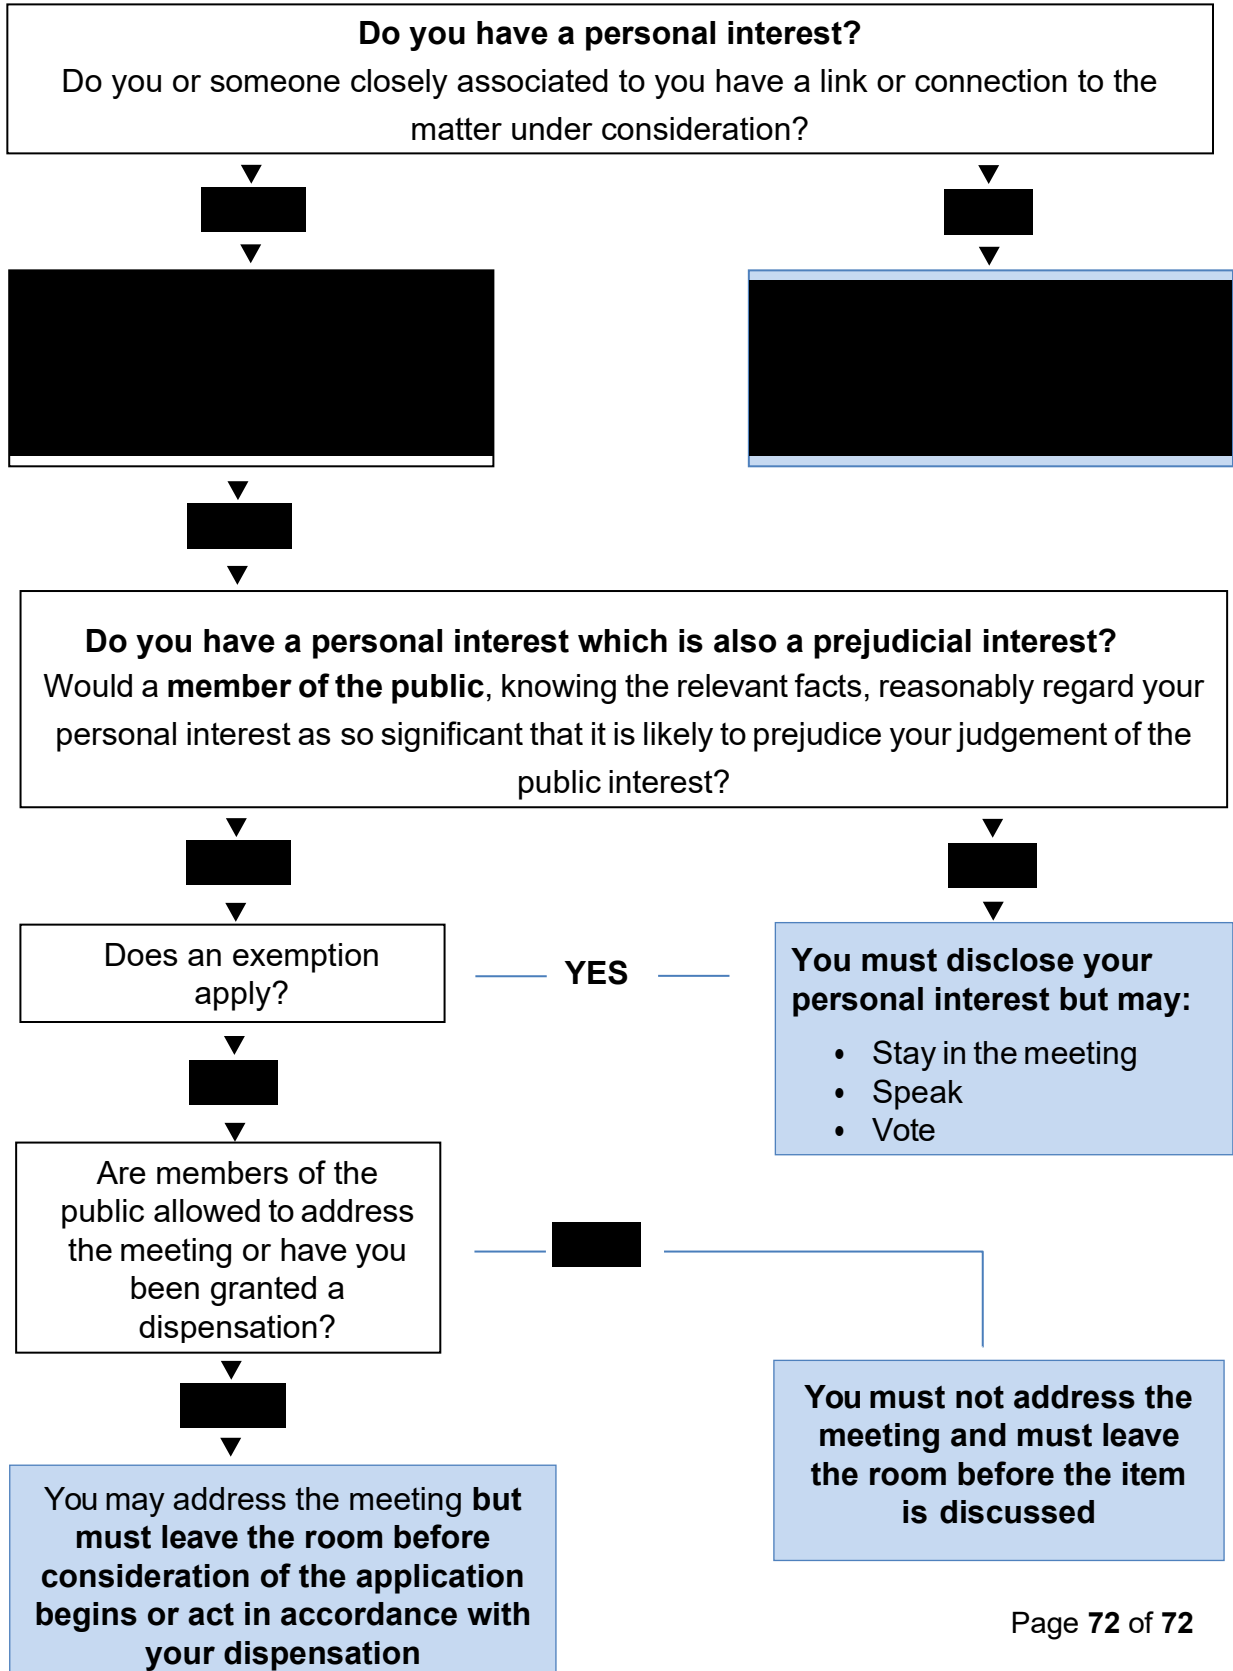 Do you have a personal interest?
Do you or someone closely associated to you have a link or connection to the
matter under consideration?
Do you have a personal interest which is also a prejudicial interest?
Would a member of the public, knowing the relevant facts, reasonably regard your
personal interest as so significant that it is likely to prejudice your judgement of the
public interest?
Does an exemption
apply?
YES
You must disclose your
personal interest but may:
• Stay in the meeting
• Speak
• Vote
Are members of the
public allowed to address
the meeting or have you
been granted a
dispensation?
You must not address the
meeting and must leave
the room before the item
is discussed
You may address the meeting but
must leave the room before
consideration of the application
begins or act in accordance with
your dispensation
Page 72 of 72